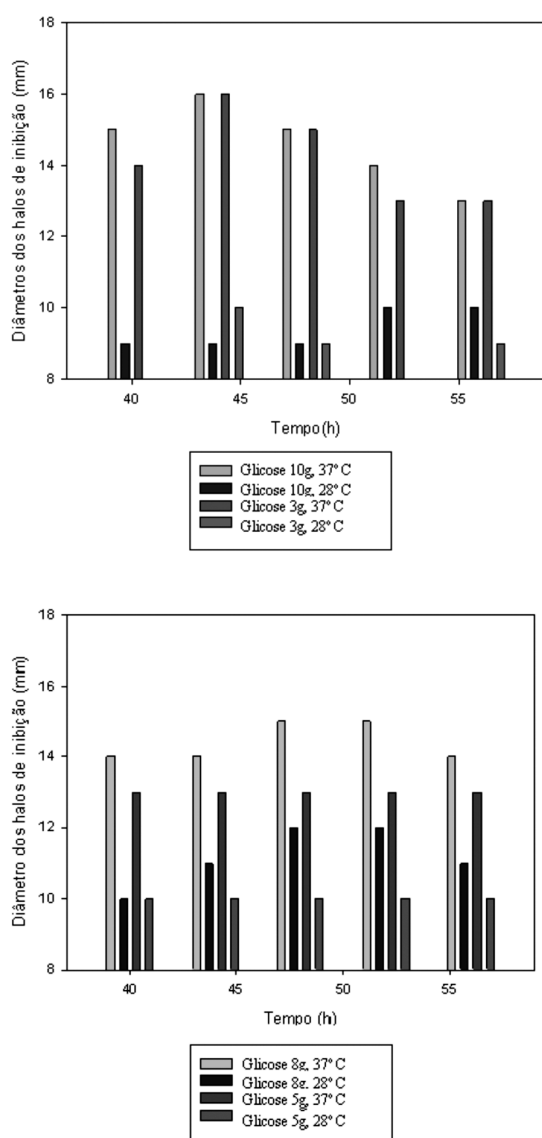 18
16
14
12
10
8
Diâmetros dos halos de inibição (mm)
40 45 50 55
Tempo(h)
Glicose 10g, 37° C
Glicose 10g, 28° C
Glicose 3g, 37° C
Glicose 3g, 28° C
18
16
14
12
10
8
Diâmetro dos halos de inibição (mm)
40 45 50 55
Tempo (h)
Glicose 8g, 37° C
Glicose 8g, 28° C
Glicose 5g, 37° C
Glicose 5g, 28° C